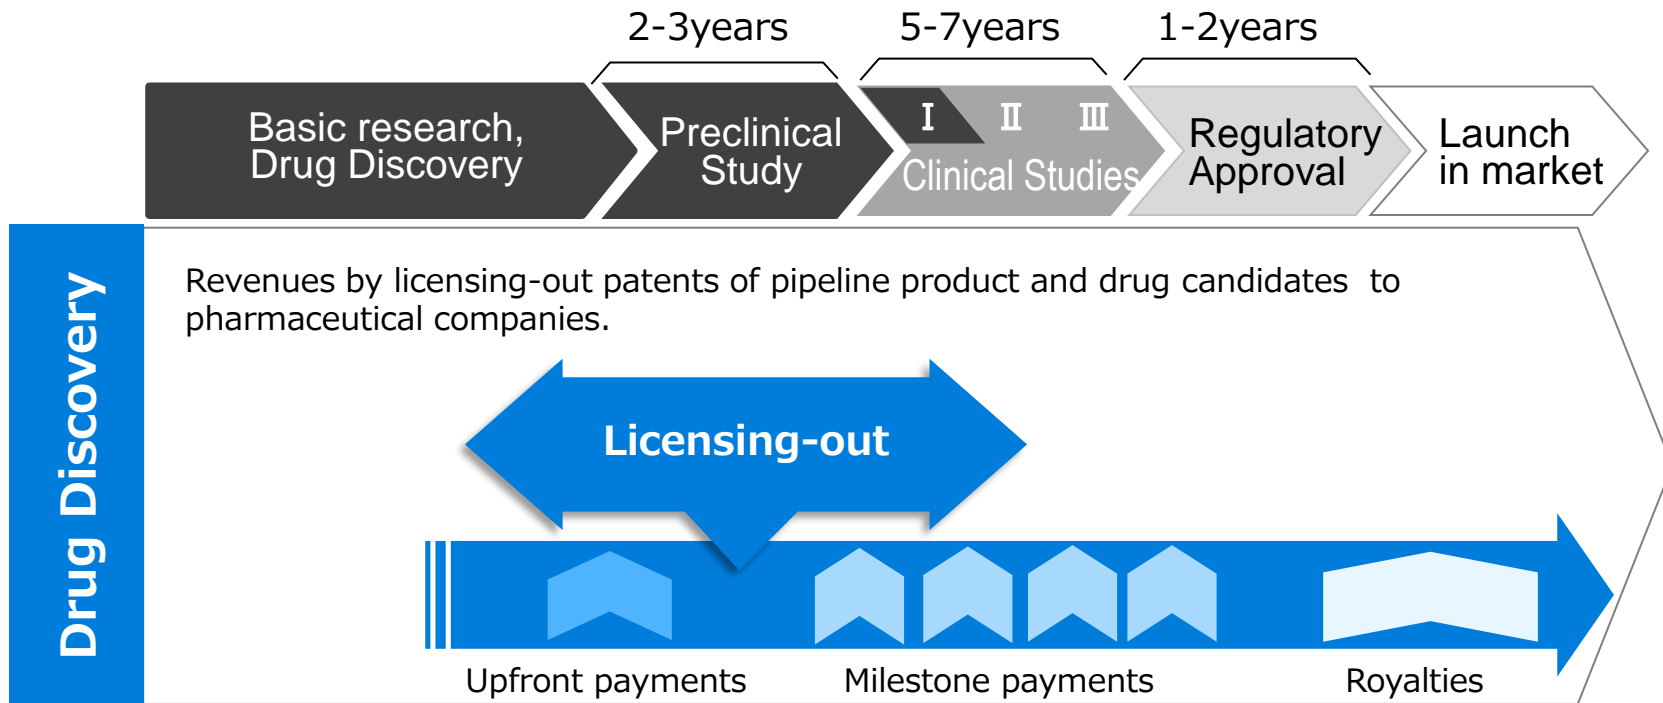 2-3years
5-7years
1-2years
Basic research,
Drug Discovery
Preclinical
Study
Ⅰ Ⅱ Ⅲ
Clinical Studies
Regulatory
Approval
Launch
in market
Drug Discovery
Revenues by licensing-out patents of pipeline product and drug candidates to
pharmaceutical companies.
Licensing-out
Upfront payments
Milestone payments
Royalties